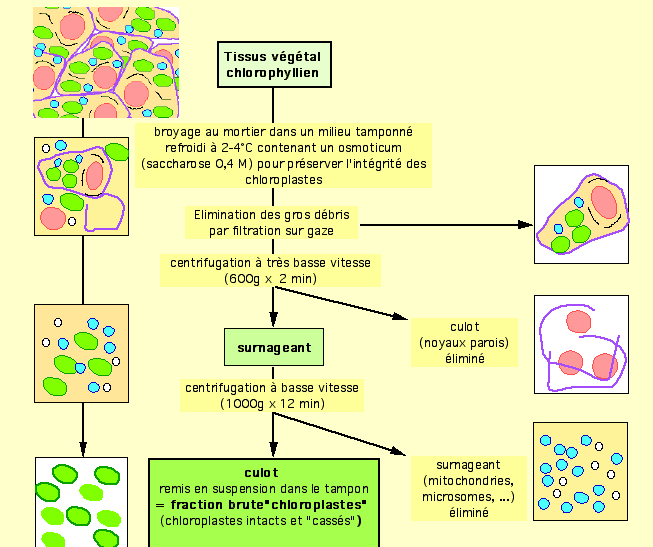 Tissus végétal
chlorophyllien
broyage au mortier dans un milieu tamponné
refroidi à 2-4°C contenant un osmoticum
(saccharose 0,4 M) pour préserver l'intégrité des
chloroplastes
Elimination des gros débris
par filtration sur gaze
centrifugation à très basse vitesse
(600g x 2 min)
culot
(noyaux parois)
éliminé
surnageant
centrifugation à basse vitesse
(1000g x 12 min)
surnageant
(mitochondries,
microsomes, ...)
éliminé
culot
remis en suspension dans le tampon
= fraction brute"chloroplastes"
(chloroplastes intacts et "cassés")